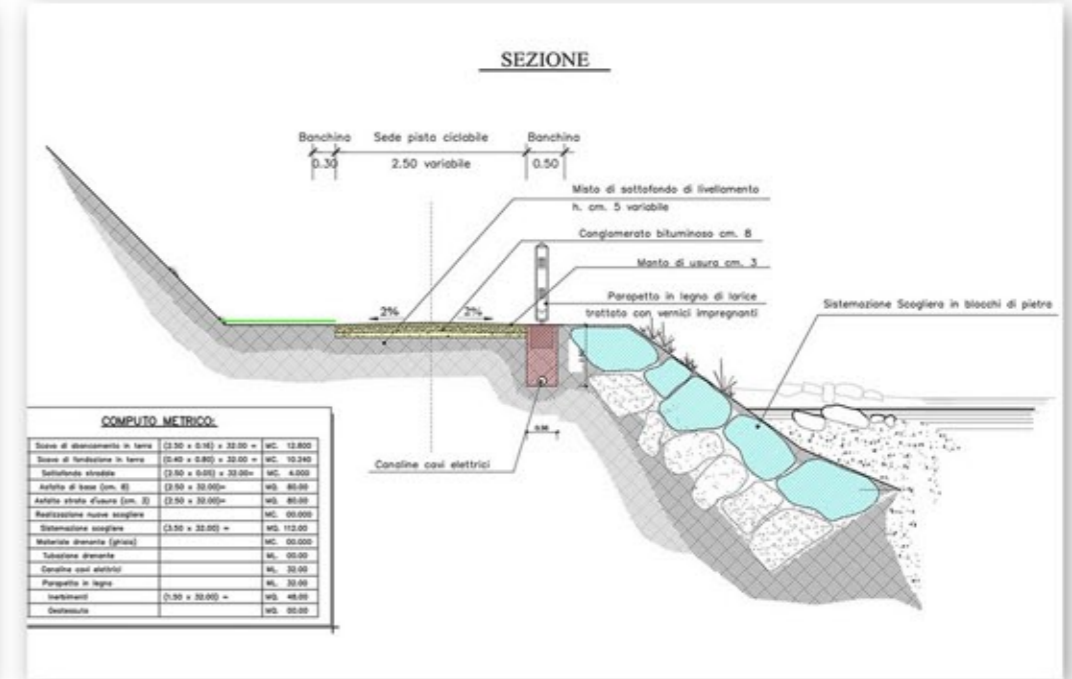 SEZIONE
Banchina Sede pista ciclabile Banchina
0.30 2.50 variabile 0.50
Misto di sottofondo di livellamento
h. cm. 5 variabile
Conglomerato bituminoso cm. 8
Manto di usura cm. 3
Parapetto in legno di larice
trattato con vernici impregnanti
Sistemazione Scogliera in blocchi di pietra
2% 2%
Canaline cavi elettrici
COMPUTO METRICO:
Scavo di sbancamento in terra (2.50 x 0.16) x 32.00 = MC. 12.800
Scavo di fondazione in terra (0.40 x 0.80) x 32.00 = MC. 10.240
Sottofondo stradale (2.50 x 0.05) x 32.00= MC. 4.000
Asfalto di base (cm. 8) (2.50 x 32.00)= MQ. 80.00
Asfalto strato d'usura (cm. 3) (2.50 x 32.00)= MQ. 80.00
Realizzazione nuova scogliera MC. 00.000
Sistemazione scogliera (3.50 x 32.00) = MQ. 112.00
Materiale drenante (ghiaia) MC. 00.000
Tubazione drenante ML. 00.00
Canaline cavi elettrici ML. 32.00
Parapetto in legno ML. 32.00
Inerbimenti (1.50 x 32.00) = MQ. 48.00
Geotessuto MQ. 00.00